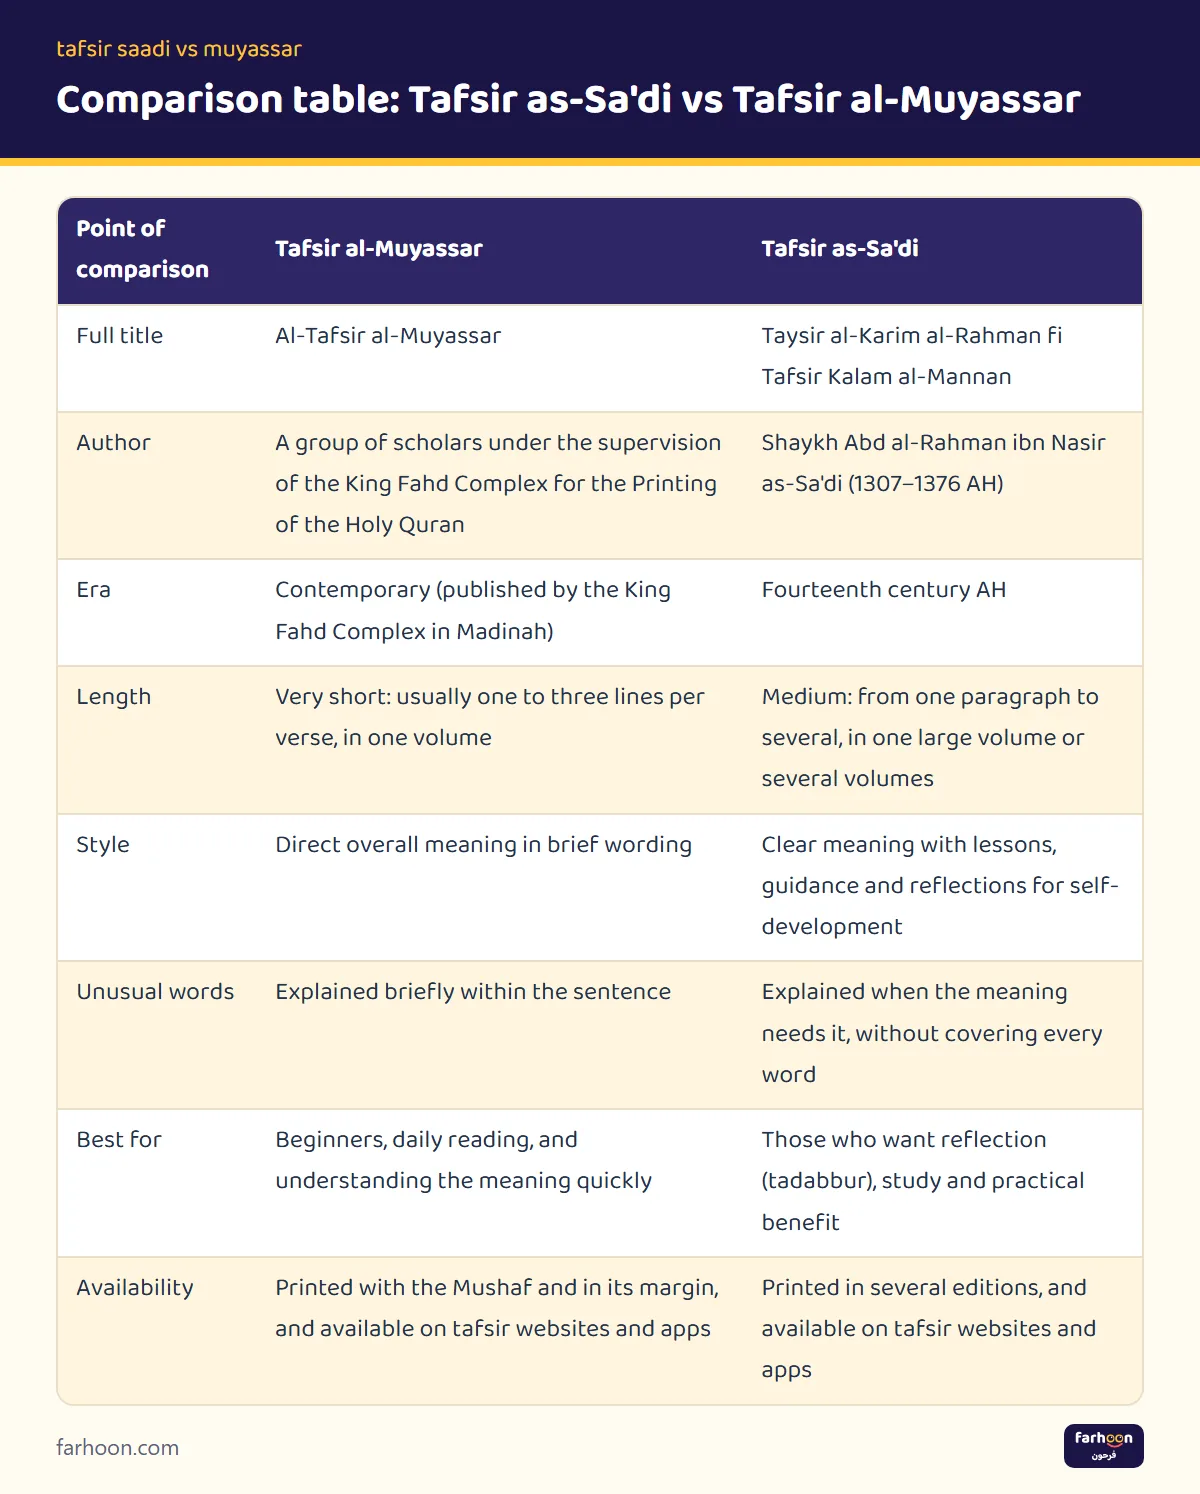 tafsir saadi vs muyassar
Comparison table: Tafsir as-Sa'di vs Tafsir al-Muyassar
Point of
comparison
Tafsir al-Muyassar
Tafsir as-Sa'di
Full title
Al-Tafsir al-Muyassar
Taysir al-Karim al-Rahman fi
Tafsir Kalam al-Mannan
Author
A group of scholars under the supervision
of the King Fahd Complex for the Printing
of the Holy Quran
Shaykh Abd al-Rahman ibn Nasir
as-Sa'di (1307–1376 AH)
Era
Contemporary (published by the King
Fahd Complex in Madinah)
Fourteenth century AH
Length
Very short: usually one to three lines per
verse, in one volume
Medium: from one paragraph to
several, in one large volume or
several volumes
Style
Direct overall meaning in brief wording
Clear meaning with lessons,
guidance and reflections for self-
development
Unusual words
Explained briefly within the sentence
Explained when the meaning
needs it, without covering every
word
Best for
Beginners, daily reading, and
understanding the meaning quickly
Those who want reflection
(tadabbur), study and practical
benefit
Availability
Printed with the Mushaf and in its margin,
and available on tafsir websites and apps
Printed in several editions, and
available on tafsir websites and
apps
farhoon.com
farhoon
فرحون